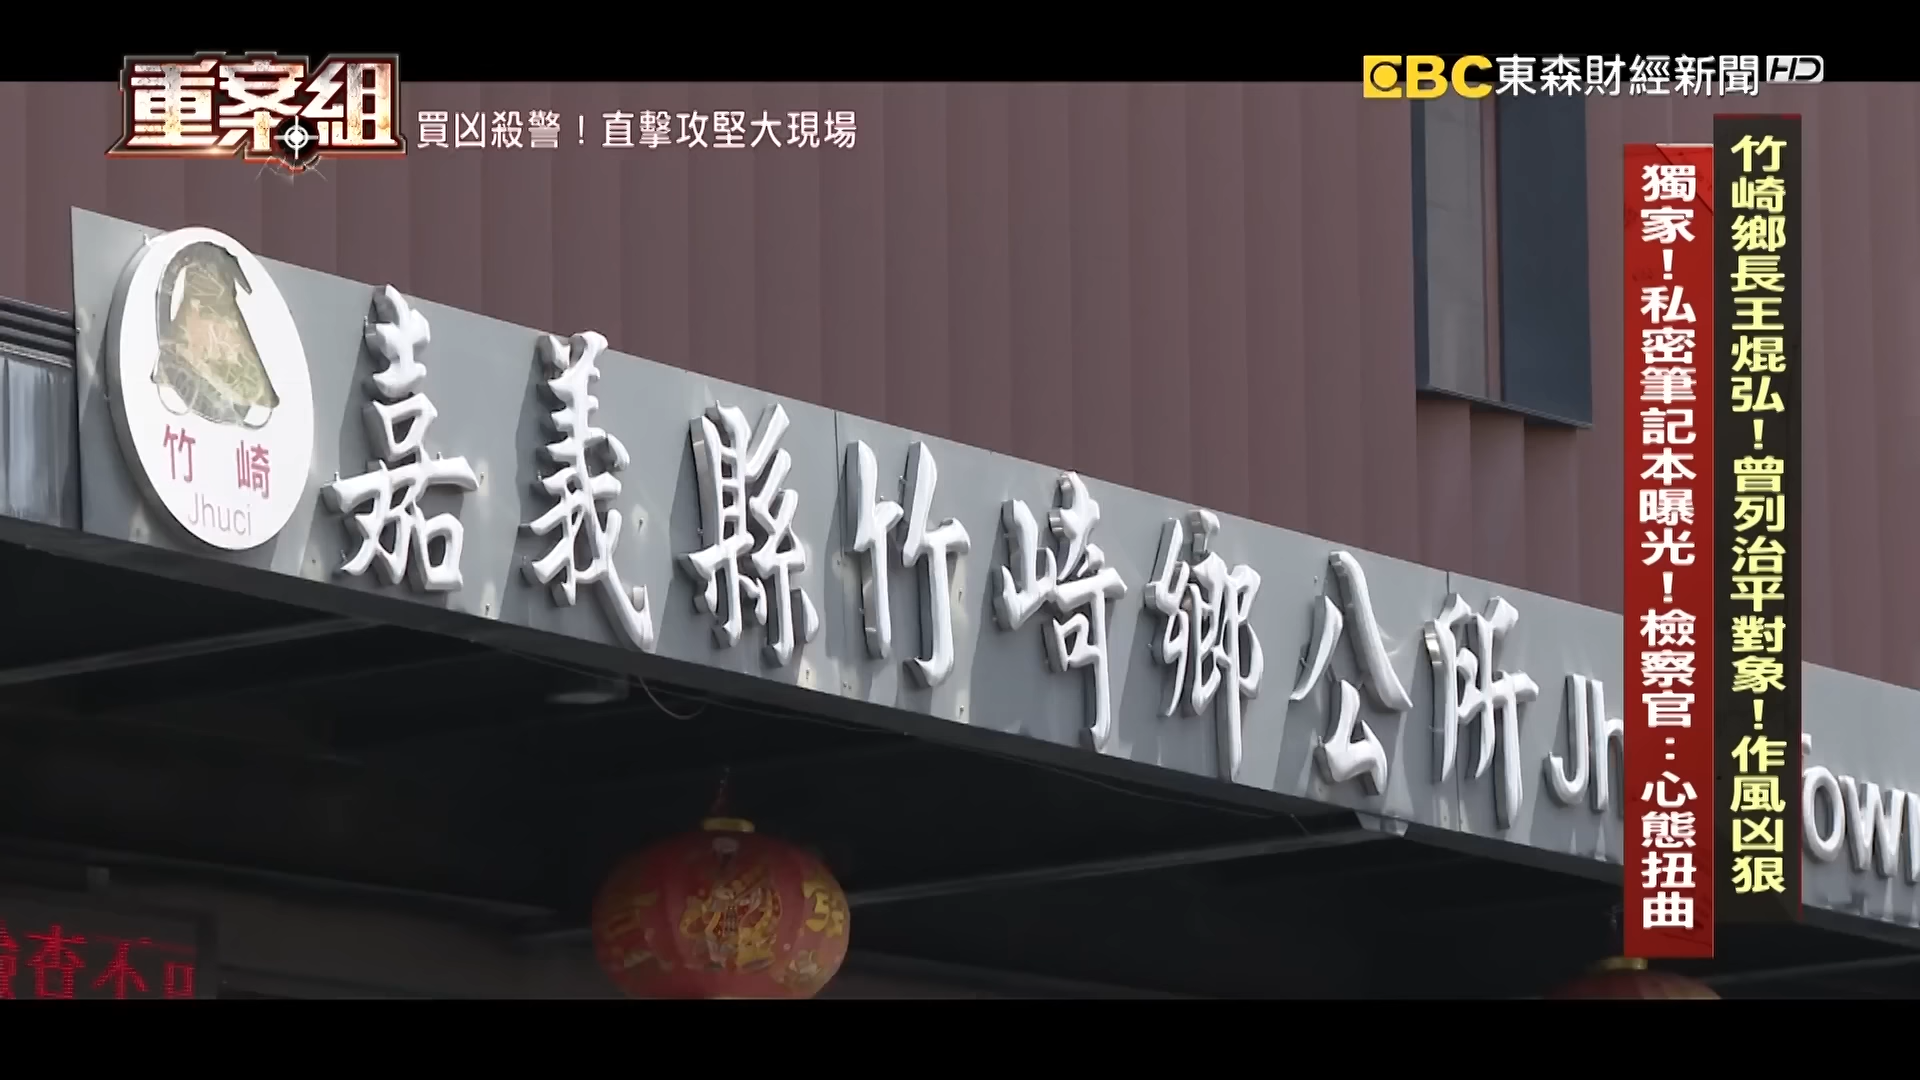 重案組
買凶殺警！直擊攻堅大現場
EBC東森財經新聞HD
竹崎鄉長王焜弘！曾列治平對象！作風凶狠
獨家！私密筆記本曝光！檢察官：心態扭曲
竹崎
Jhuci
嘉義縣竹崎鄉公所